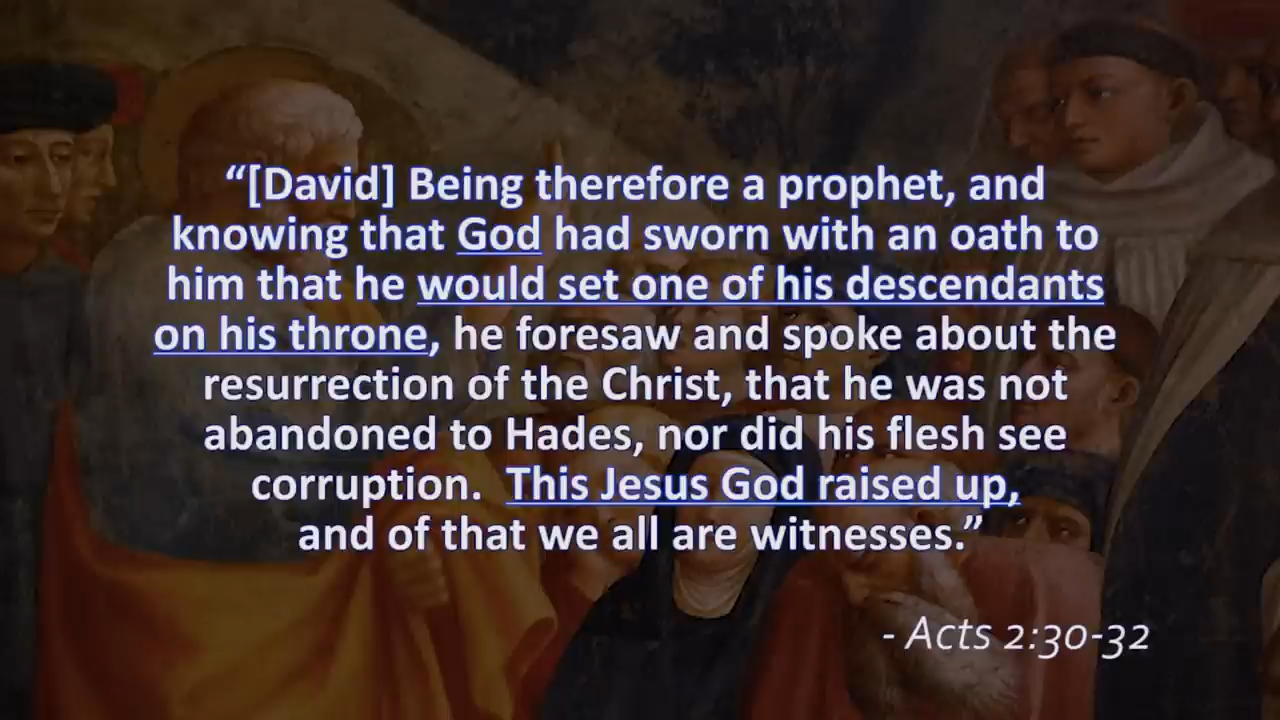 “[David] Being therefore a prophet, and
knowing that God had sworn with an oath to
him that he would set one of his descendants
on his throne, he foresaw and spoke about the
resurrection of the Christ, that he was not
abandoned to Hades, nor did his flesh see
corruption.  This Jesus God raised up,
and of that we all are witnesses.”
- Acts 2:30-32